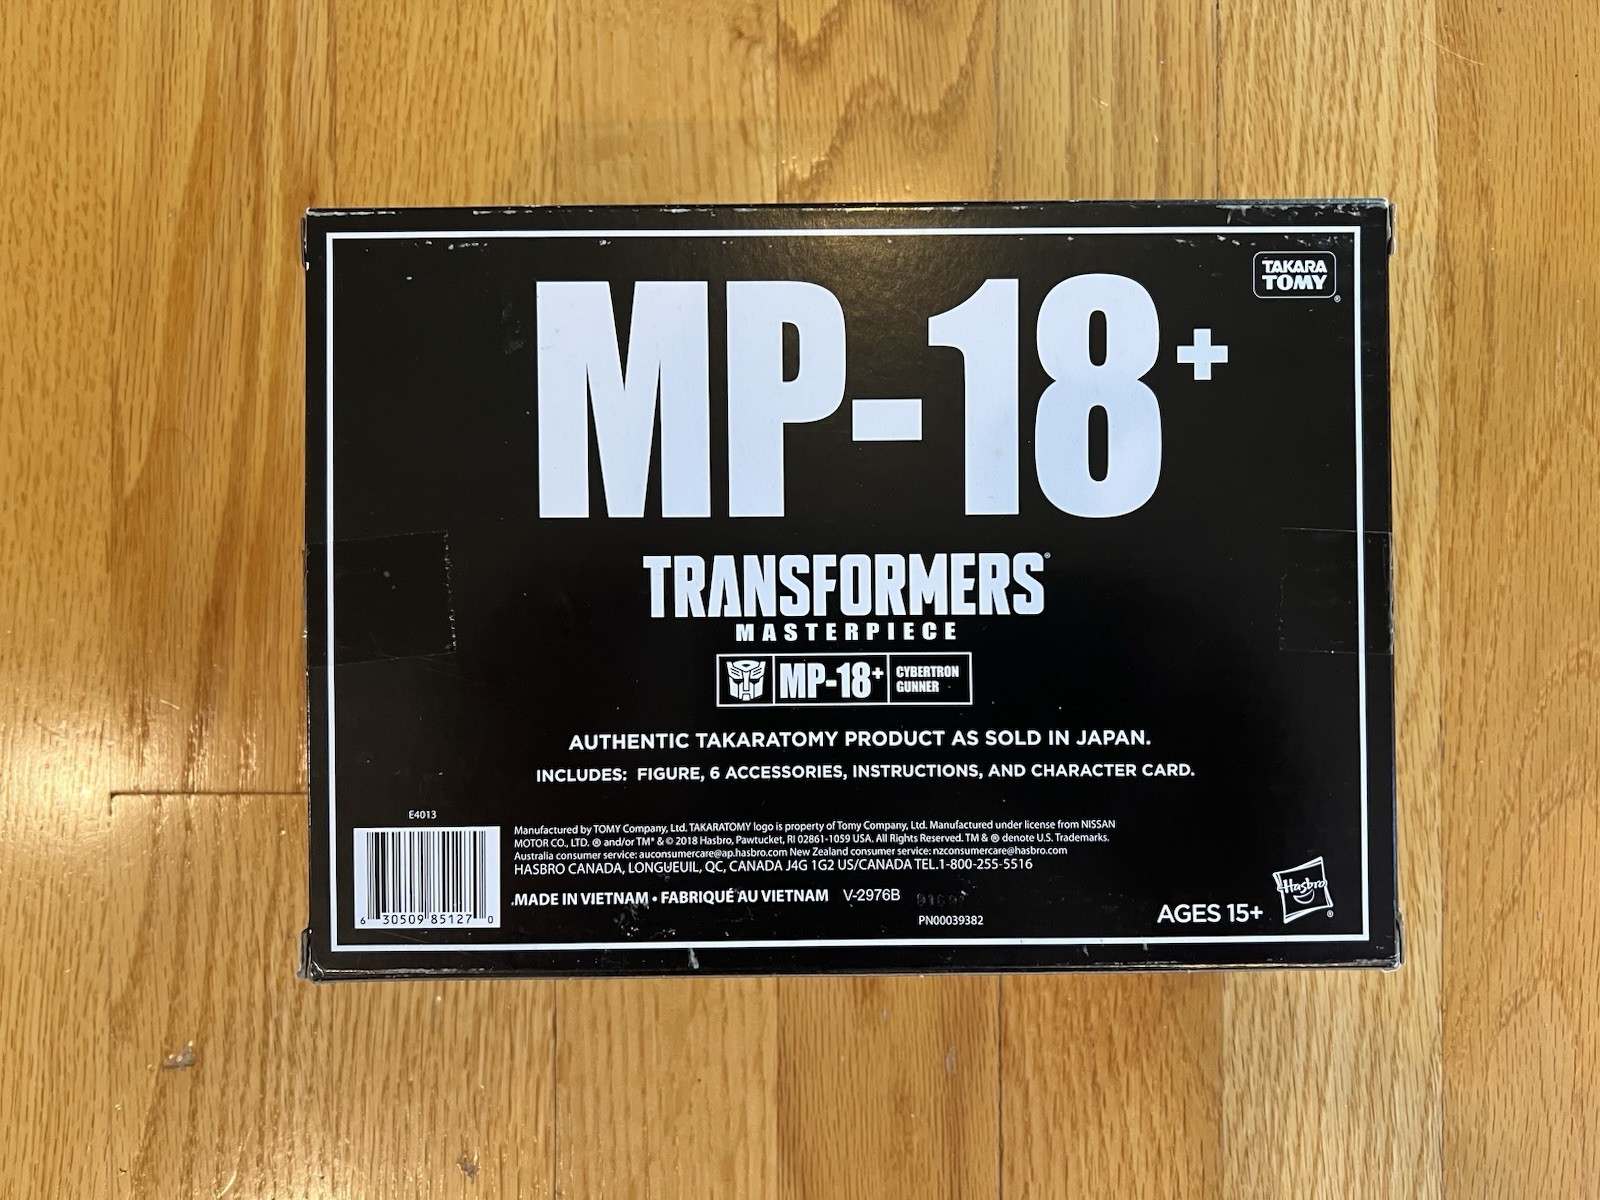 TAKARA
TOMY
®
MP-18+
TRANSFORMERS®
MASTERPIECE
MP-18+
CYBERTRON
GUNNER
AUTHENTIC TAKARATOMY PRODUCT AS SOLD IN JAPAN.
INCLUDES: FIGURE, 6 ACCESSORIES, INSTRUCTIONS, AND CHARACTER CARD.
E4013
6 30509 85127 0
Manufactured by TOMY Company, Ltd. TAKARATOMY logo is property of Tomy Company, Ltd. Manufactured under license from NISSAN
MOTOR CO., LTD. ® and/or TM* & © 2018 Hasbro, Pawtucket, RI 02861-1059 USA. All Rights Reserved. TM & ® denote U.S. Trademarks.
Australia consumer service: auconsumercare@ap.hasbro.com New Zealand consumer service: nzconsumercare@hasbro.com
HASBRO CANADA, LONGUEUIL, QC, CANADA J4G 1G2 US/CANADA TEL.1-800-255-5516
MADE IN VIETNAM • FABRIQUÉ AU VIETNAM V-2976B
PN00039382
AGES 15+
Hasbro
®